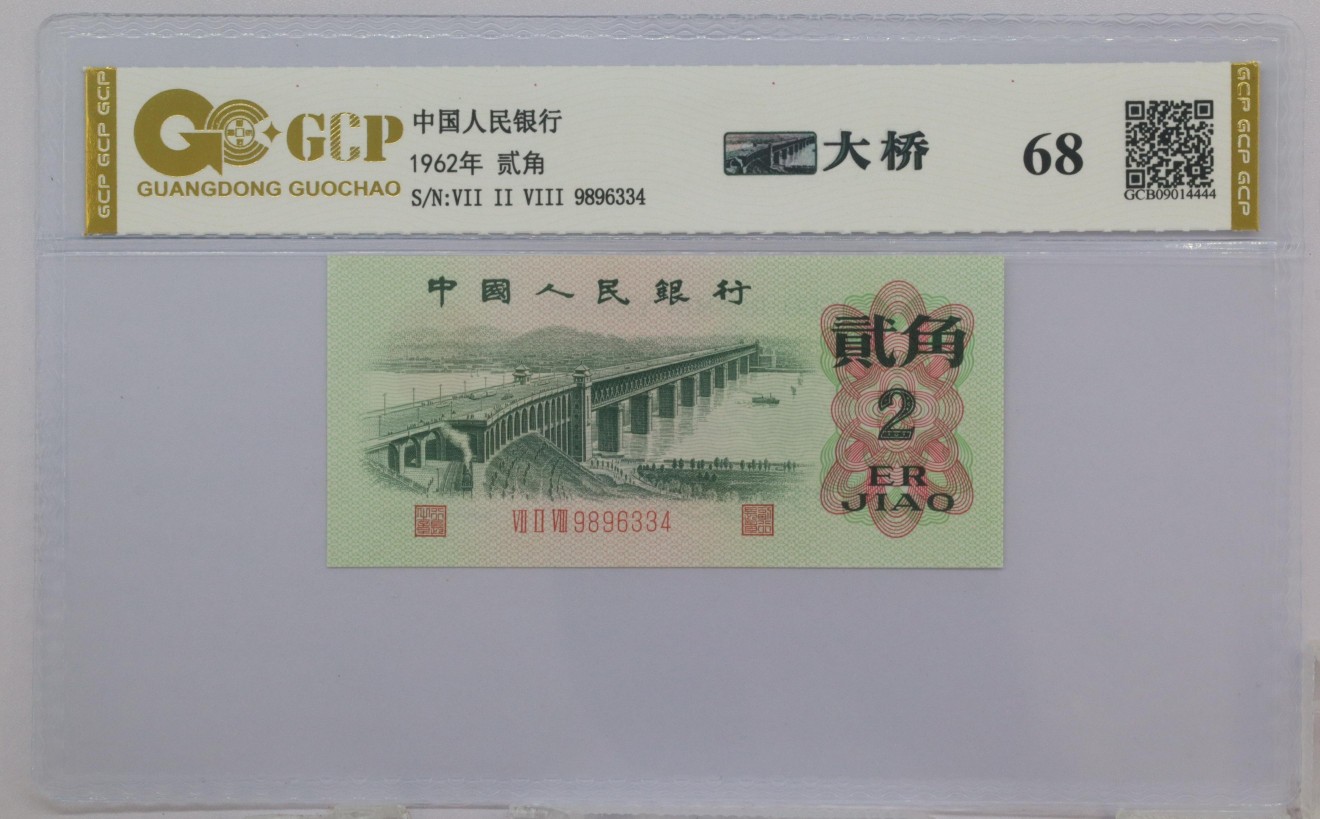 GCP GCP GCP
GCP
GUANGDONG GUOCHAO
中国人民银行
1962年 贰角
S/N:VII II VIII 9896334
大桥
68
GCB09014444
GCP GCP GCP
中國人民銀行
貳角
2
ER
JIAO
VII II VIII 9896334